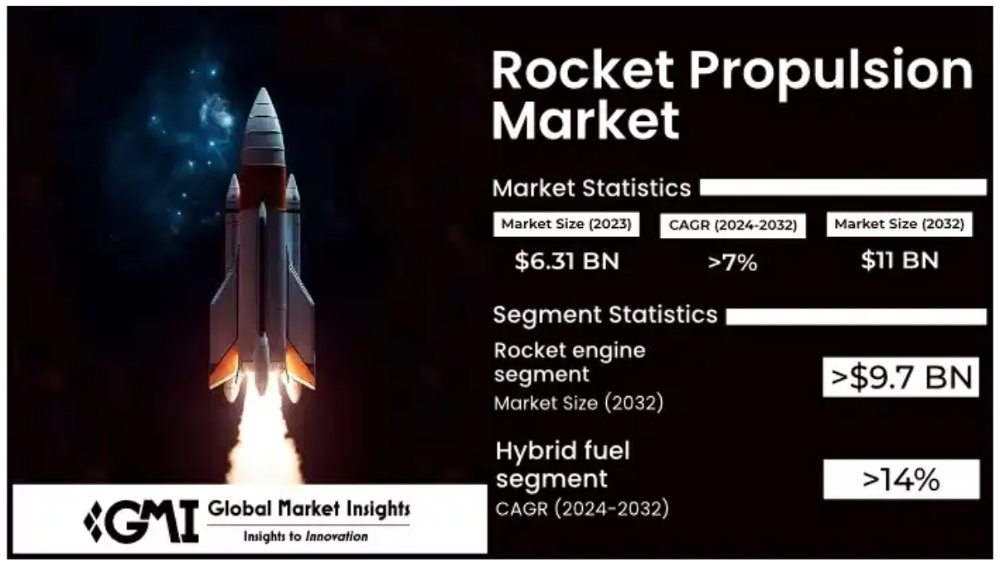 Rocket Propulsion
Market
Market Statistics
Market Size (2023)
CAGR (2024-2032)
Market Size (2032)
$6.31 BN
>7%
$11 BN
Segment Statistics
Rocket engine
segment
Market Size (2032)
>$9.7 BN
Hybrid fuel
segment
CAGR (2024-2032)
>14%
GMI
Global Market Insights
Insights to Innovation